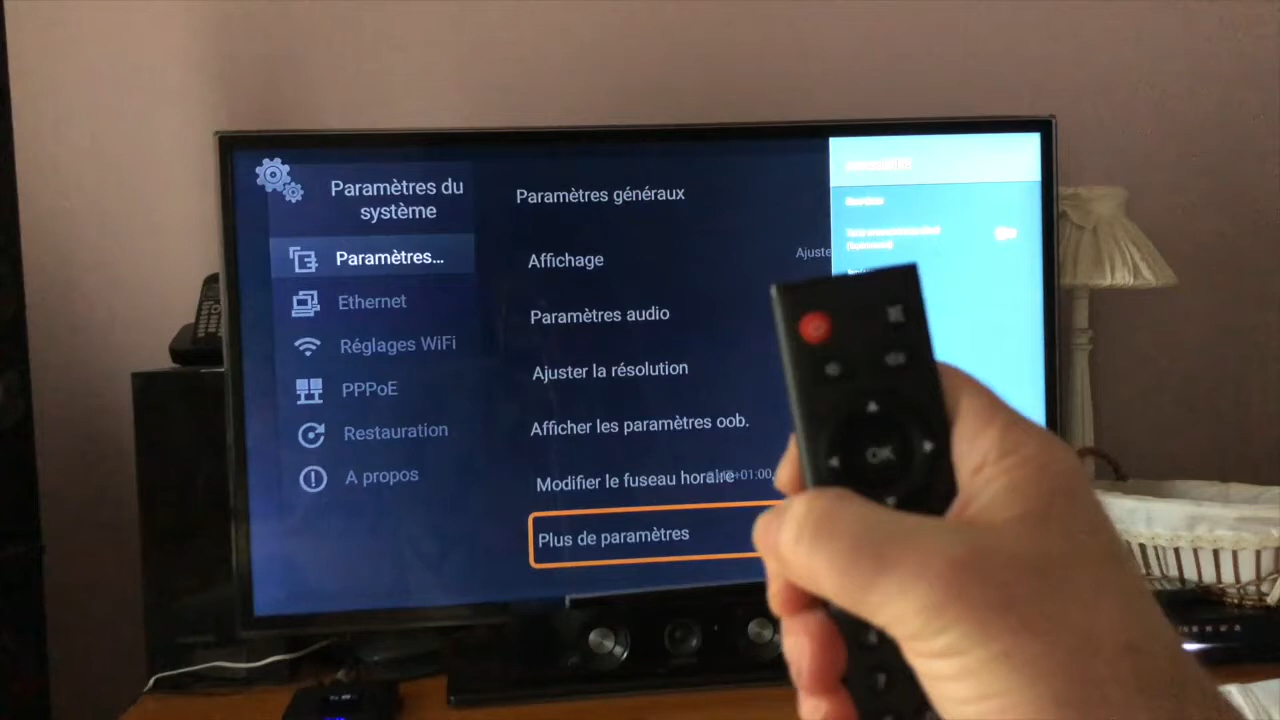 Paramètres du
système
Paramètres...
Ethernet
Réglages WiFi
PPPoE
Restauration
A propos
Paramètres généraux
Affichage
Ajuste
Paramètres audio
Ajuster la résolution
Afficher les paramètres oob.
Modifier le fuseau horaire
Plus de paramètres
OK